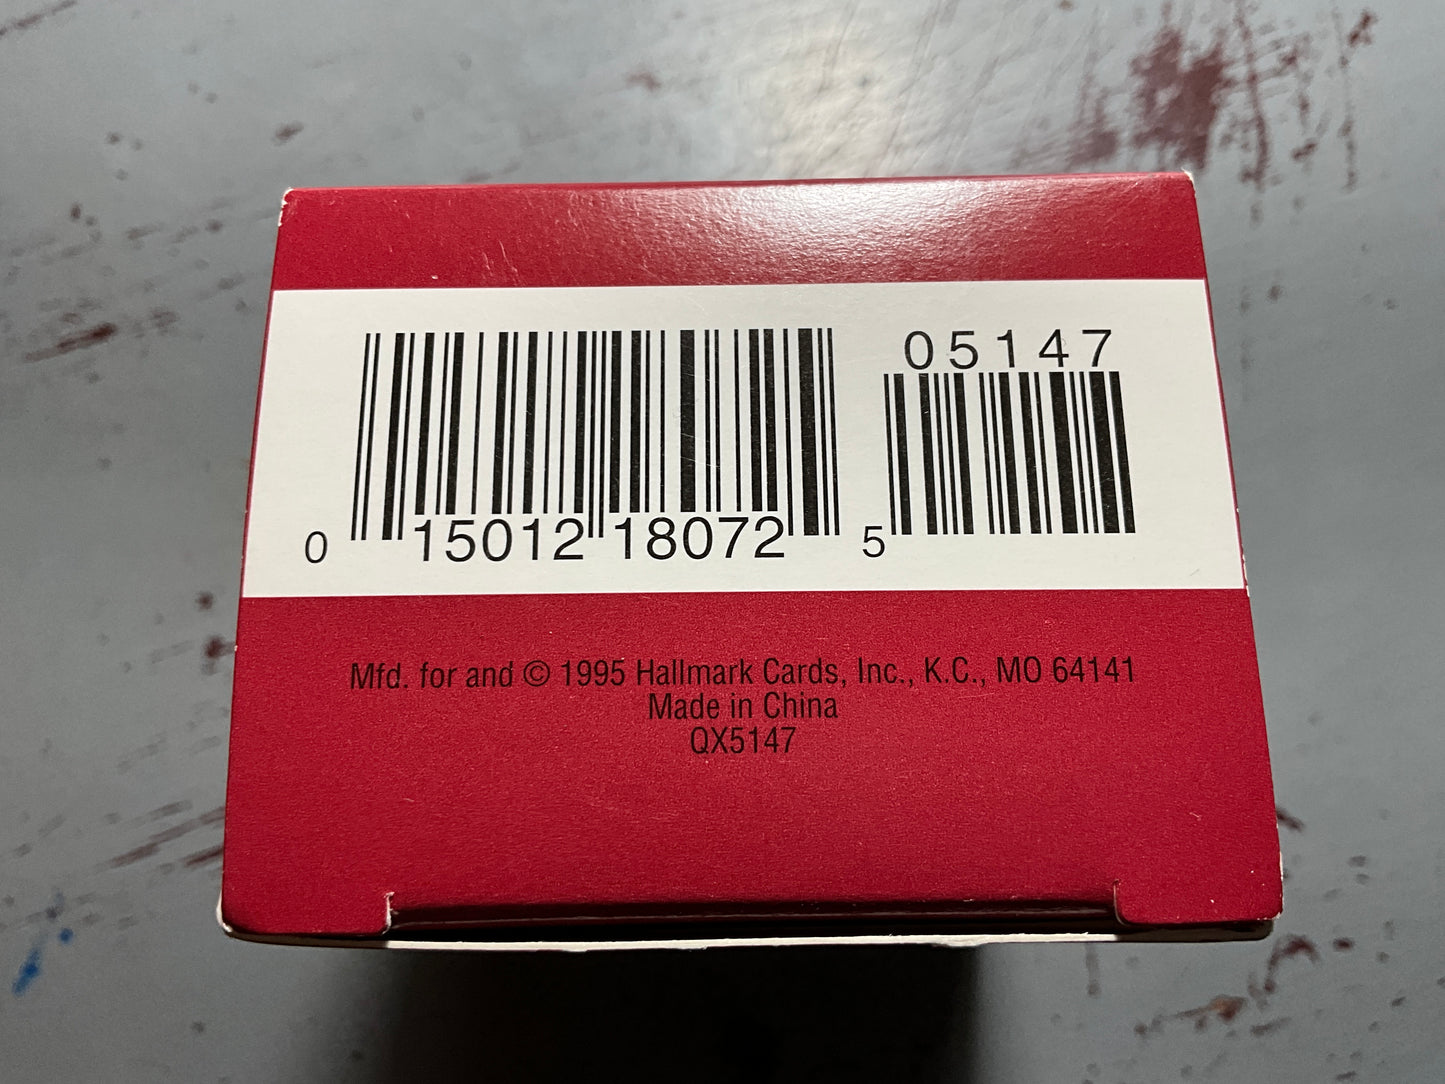 05147
0 15012 18072 5
Mfd. for and © 1995 Hallmark Cards, Inc., K.C., MO 64141
Made in China
QX5147